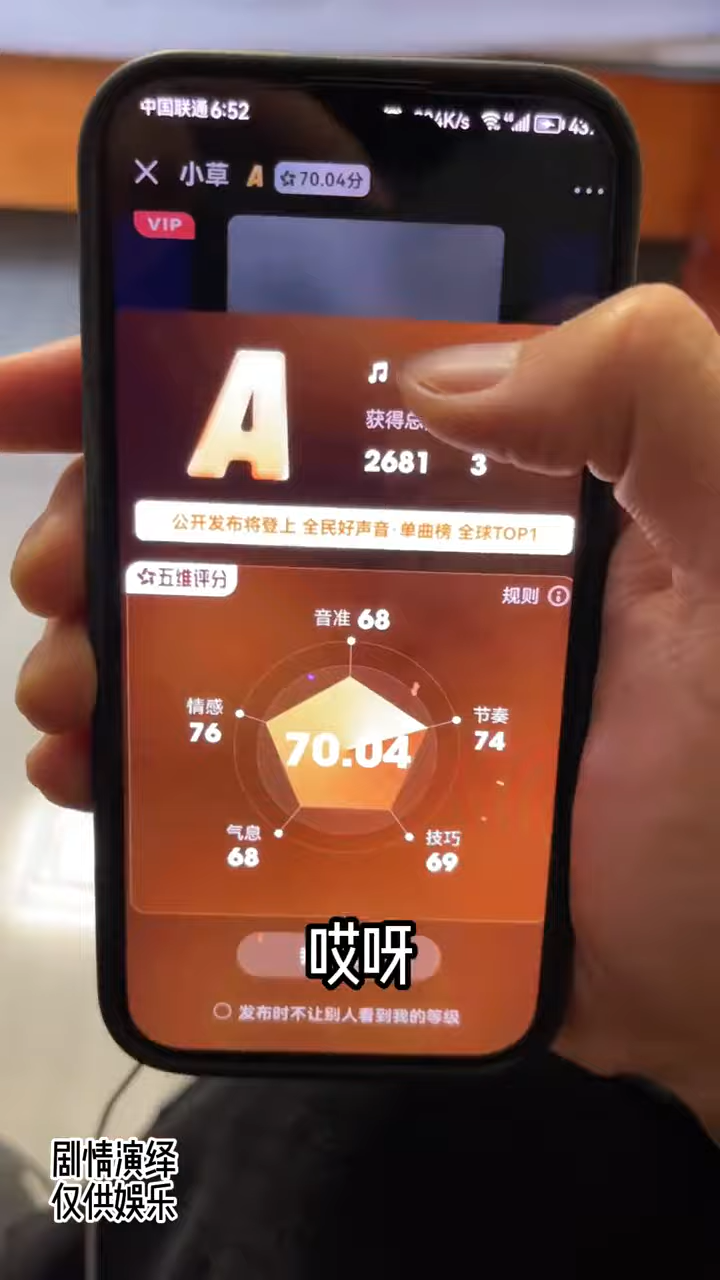 中国联通6:52
4K/s
43
小草 A 70.04分
VIP
A
获得总
2681 3
公开发布将登上 全民好声音·单曲榜 全球TOP1
五维评分
规则
音准 68
情感 76
节奏 74
70.04
气息 68
技巧 69
哎呀
发布时不让别人看到我的等级
剧情演绎
仅供娱乐